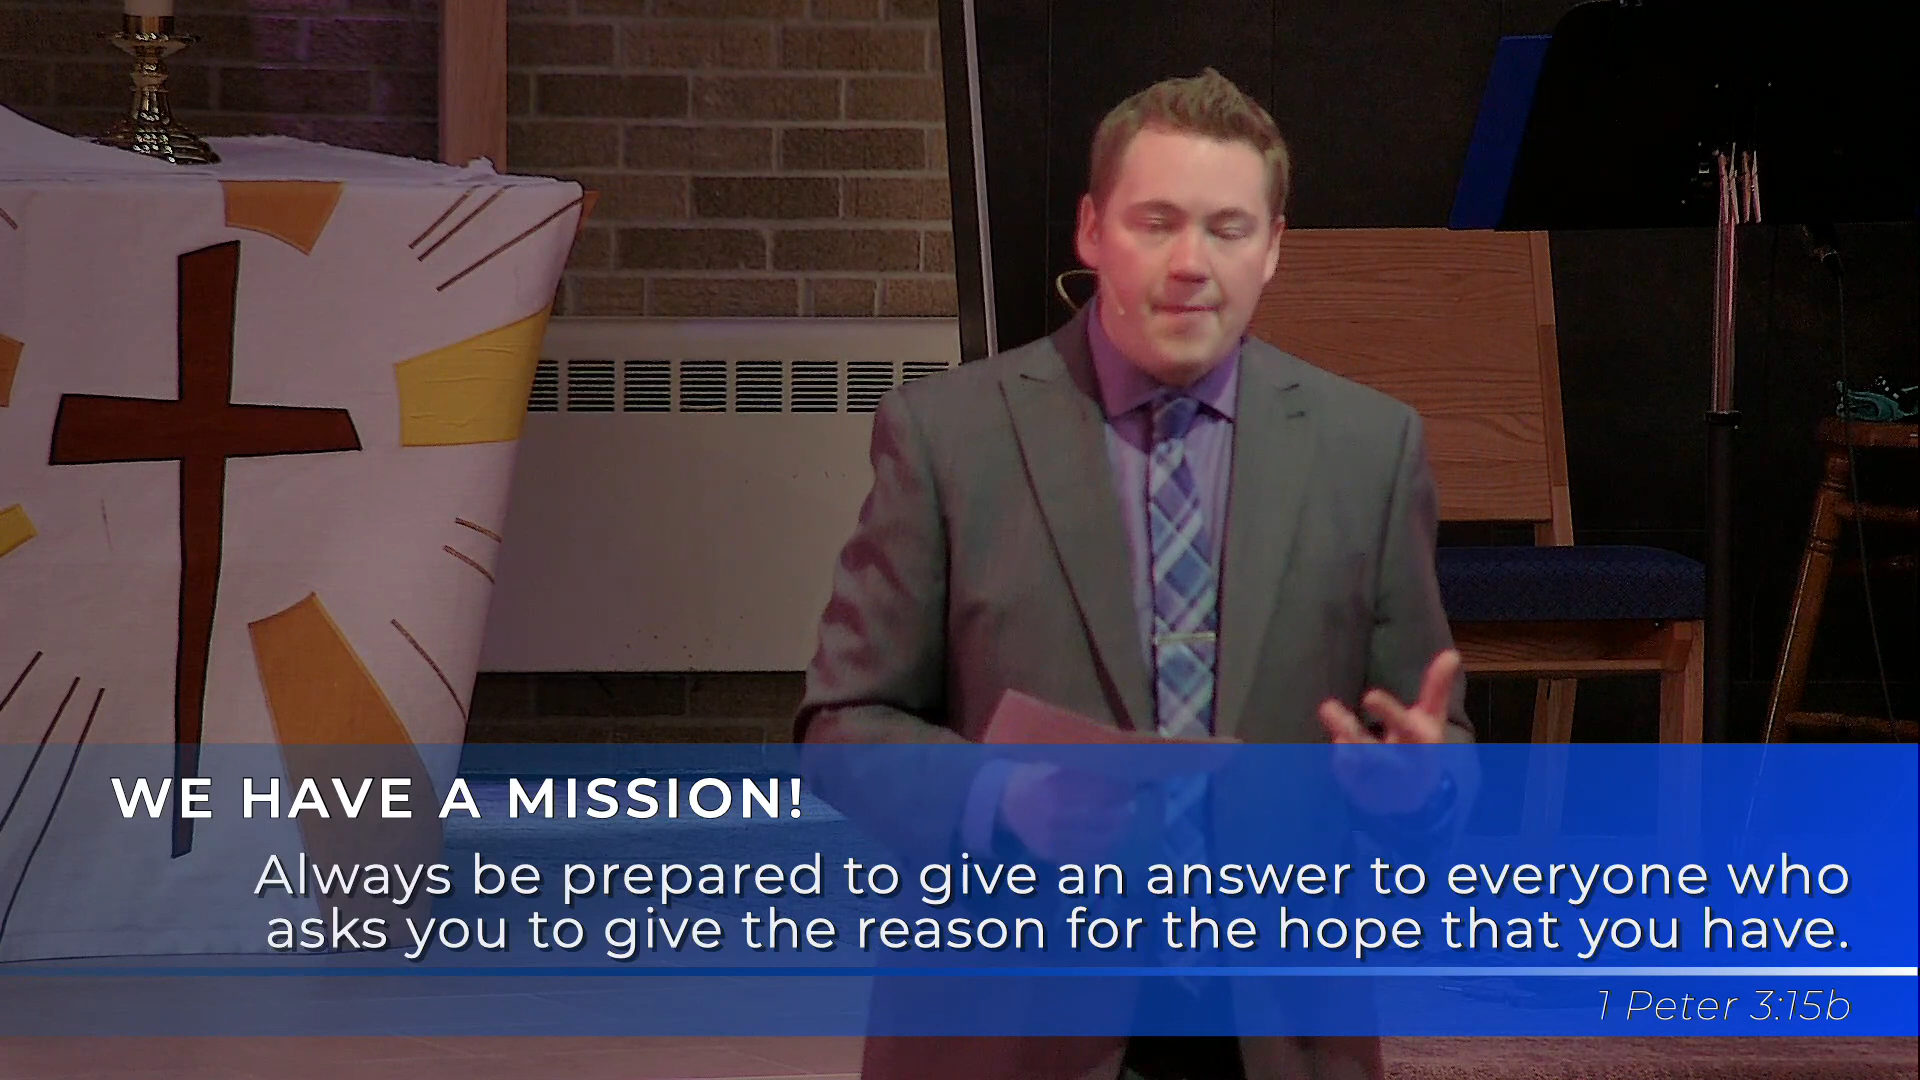 WE HAVE A MISSION!
Always be prepared to give an answer to everyone who
asks you to give the reason for the hope that you have.
1 Peter 3:15b